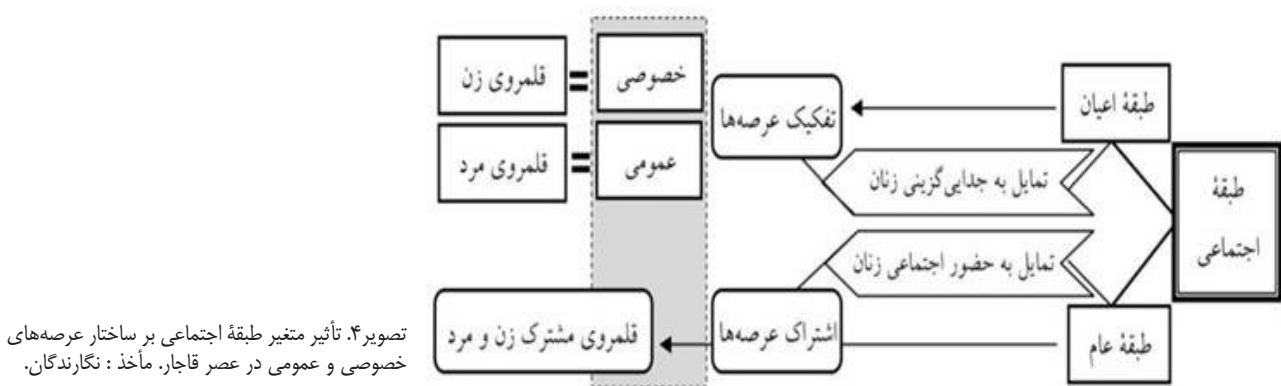 طبقهٔ
اجتماعی
طبقهٔ اعیان
تمایل به جدایی‌گزینی زنان
تفکیک عرصه‌ها
خصوصی
=
قلمروی زن
عمومی
=
قلمروی مرد
طبقهٔ عام
تمایل به حضور اجتماعی زنان
اشتراک عرصه‌ها
قلمروی مشترک زن و مرد
تصویر۴. تأثیر متغیر طبقهٔ اجتماعی بر ساختار عرصه‌های
خصوصی و عمومی در عصر قاجار. مأخذ : نگارندگان.